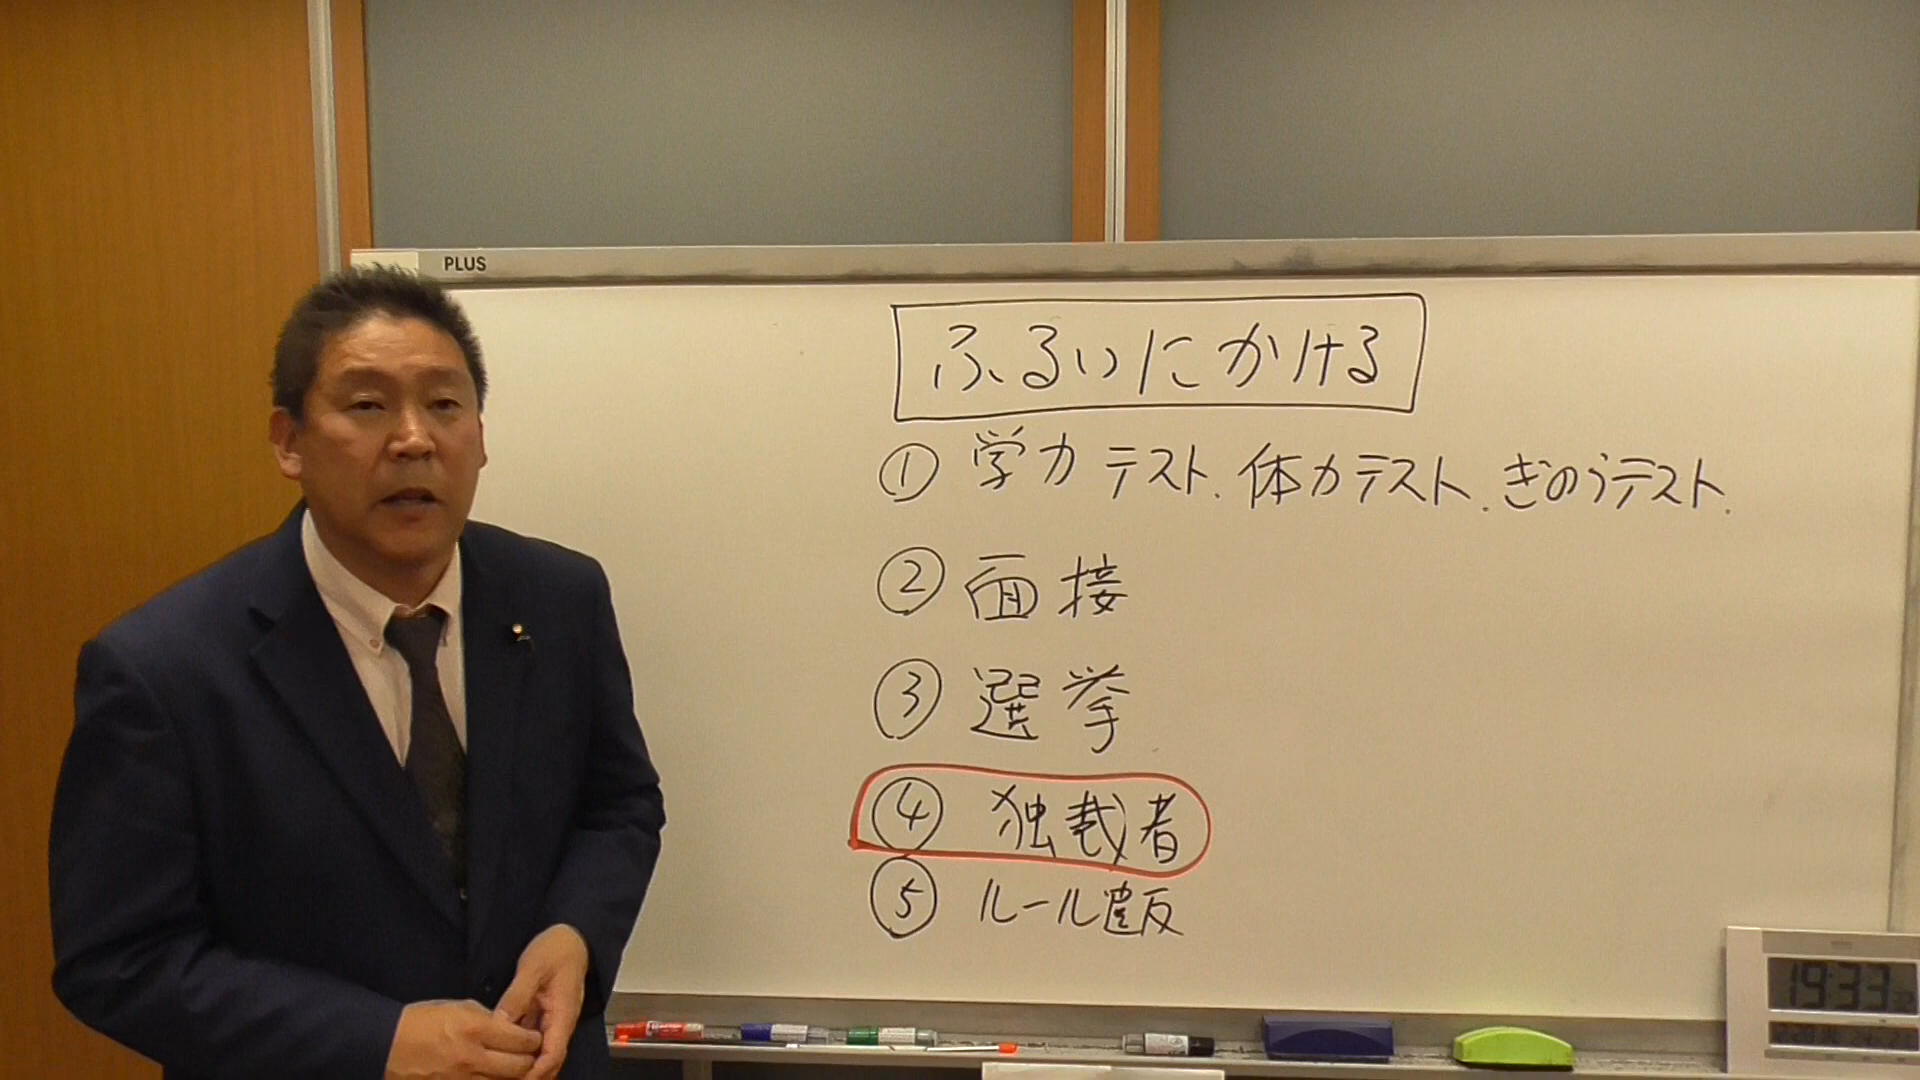 PLUS
ふるいにかける
① 学力テスト. 体力テスト. ぎのうテスト.
② 面接
③ 選挙
④ 独裁者
⑤ ルール違反
19:33